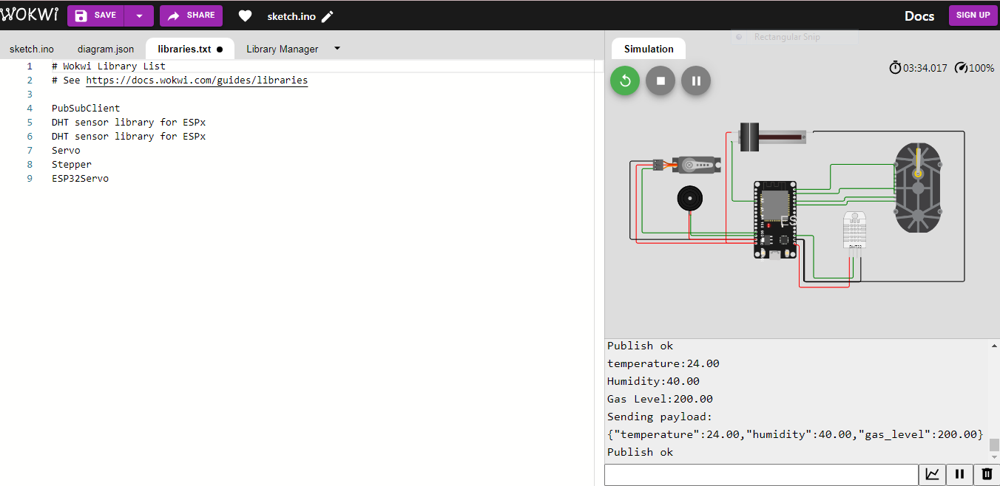 WOKWi SAVE SHARE sketch.ino Docs SIGN UP
Rectangular Snip
sketch.ino diagram.json libraries.txt Library Manager
Simulation
03:34.017 100%
1 # Wokwi Library List
2 # See https://docs.wokwi.com/guides/libraries
3
4 PubSubClient
5 DHT sensor library for ESPx
6 DHT sensor library for ESPx
7 Servo
8 Stepper
9 ESP32Servo
ES
DHT22
Publish ok
temperature:24.00
Humidity:40.00
Gas Level:200.00
Sending payload:
{"temperature":24.00,"humidity":40.00,"gas_level":200.00}
Publish ok